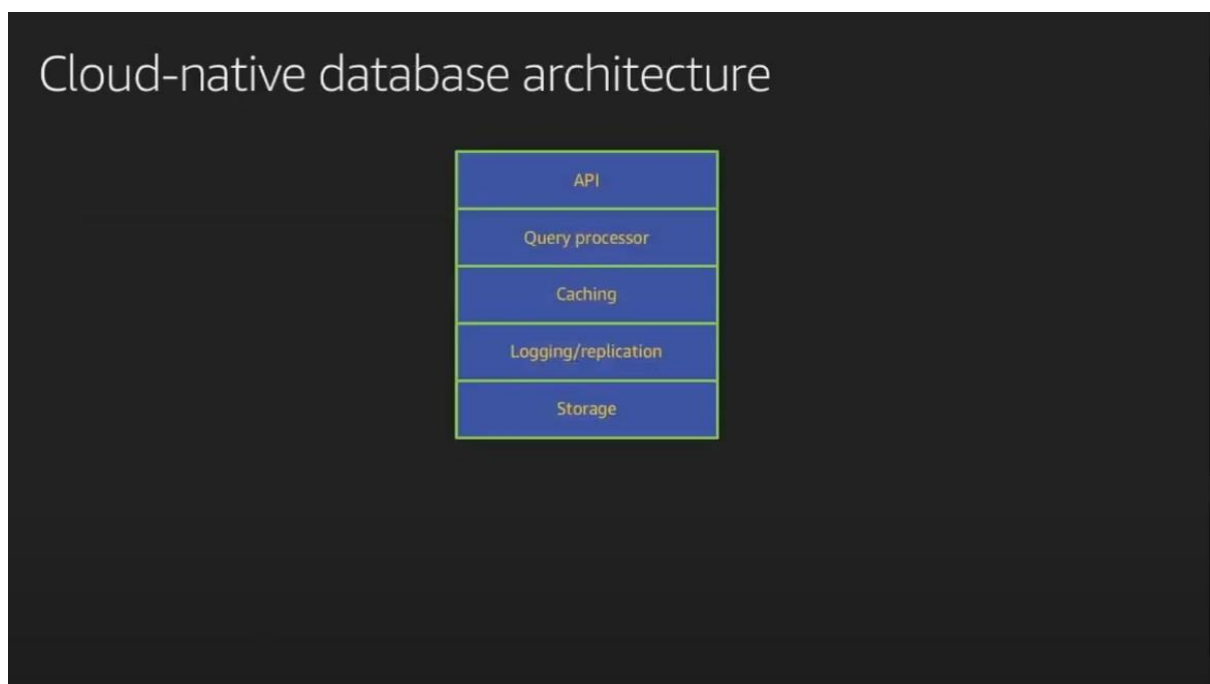 Cloud-native database architecture
API
Query processor
Caching
Logging/replication
Storage